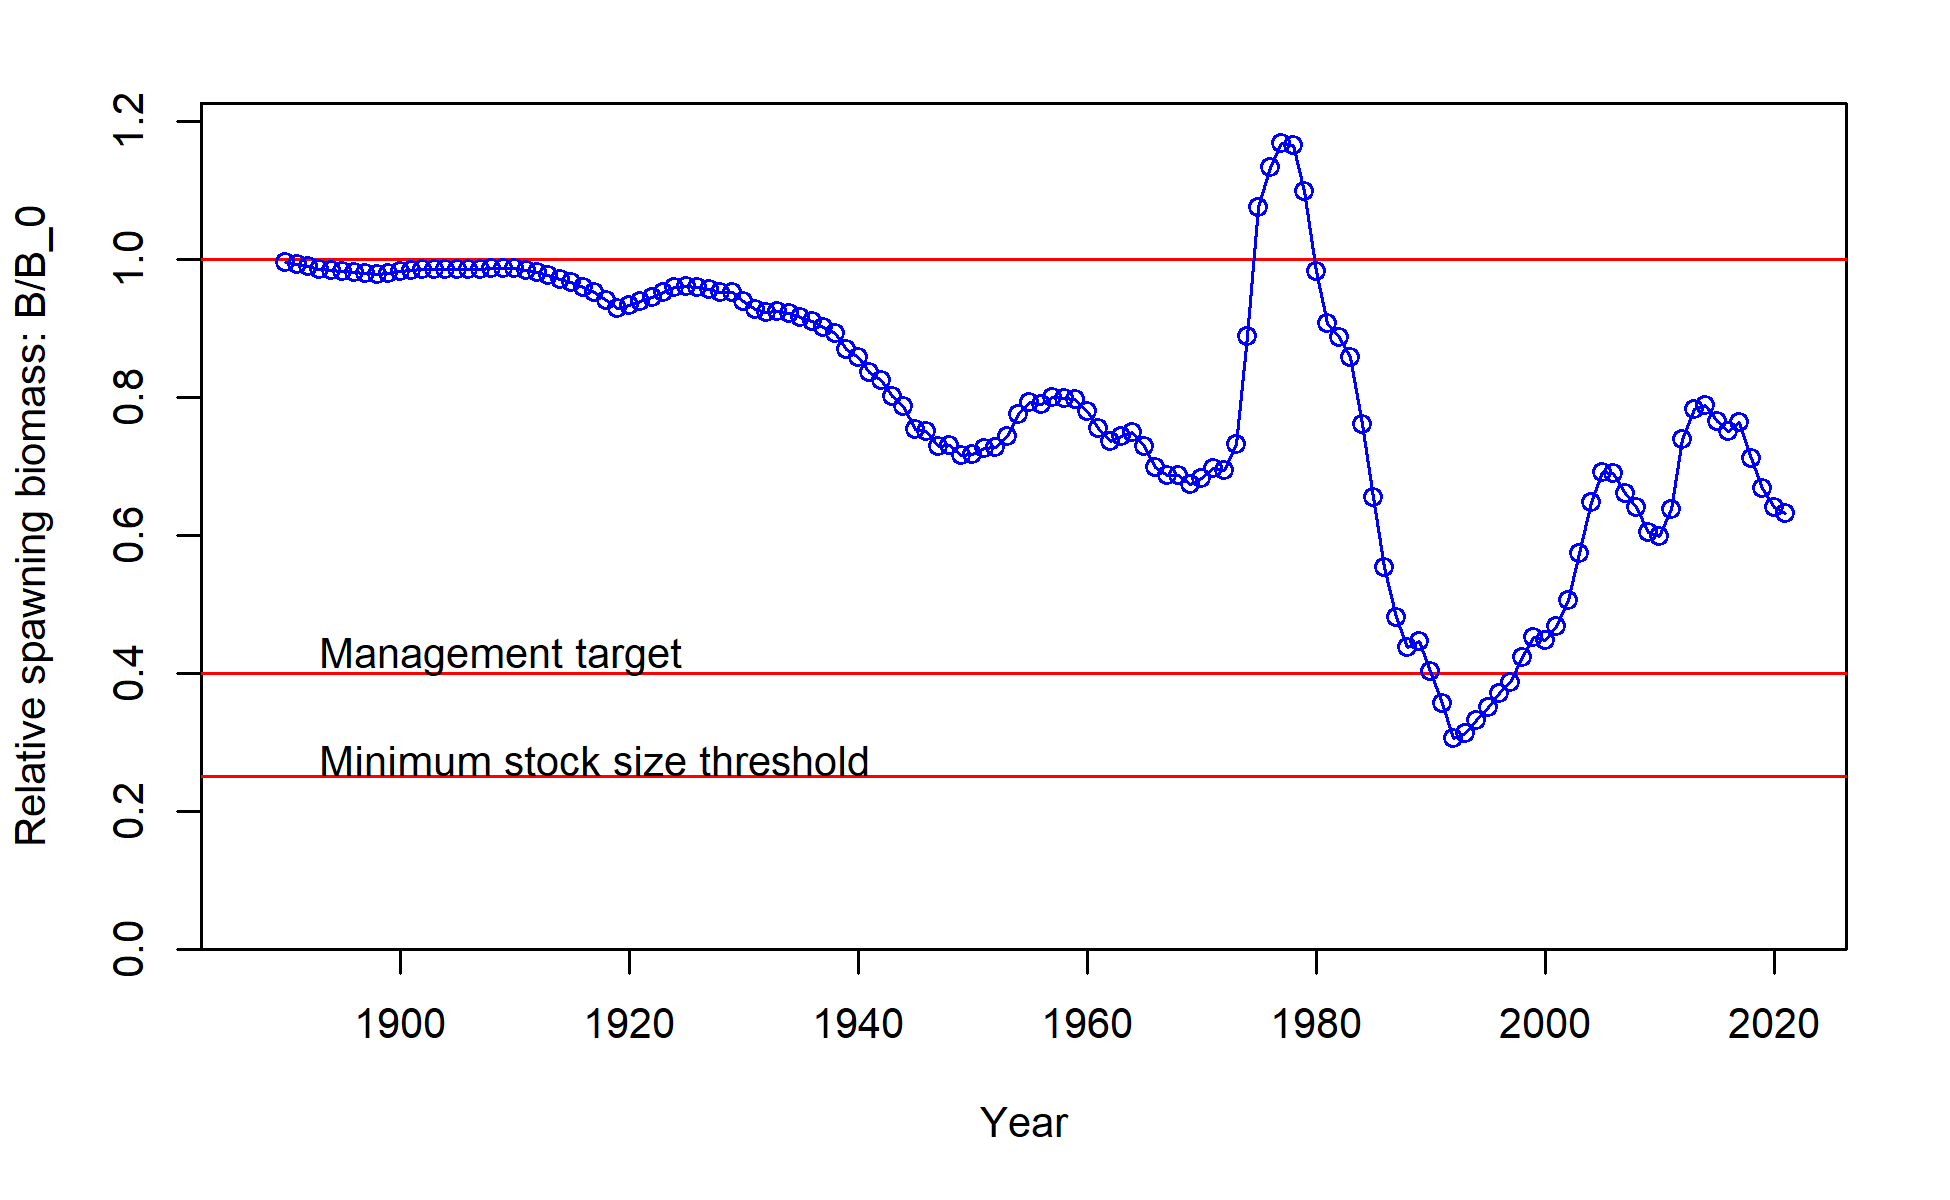 Relative spawning biomass: B/B_0
1.2
1.0
0.8
0.6
0.4
0.2
0.0
Management target
Minimum stock size threshold
1900 1920 1940 1960 1980 2000 2020
Year